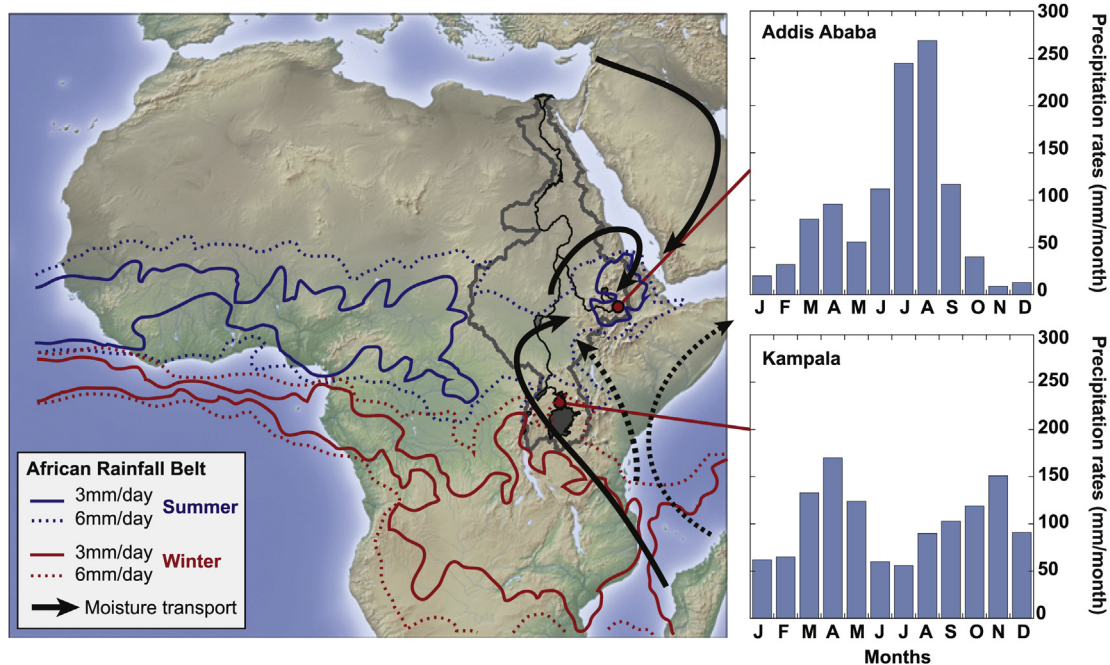 Addis Ababa
300
250
200
150
100
50
0
Precipitation rates (mm/month)
J F M A M J J A S O N D
Kampala
300
250
200
150
100
50
0
Precipitation rates (mm/month)
J F M A M J J A S O N D
Months
African Rainfall Belt
3mm/day
6mm/day
Summer
3mm/day
6mm/day
Winter
Moisture transport